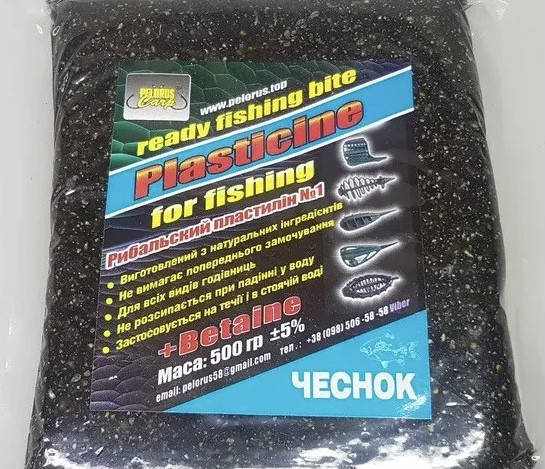 PELORUS
Carp
www.pelorus.top
ready fishing bite
Plasticine
for fishing
Рибальский пластилін №1
• Виготовлений з натуральних інгредієнтів
• Не вимагає попереднього замочування
• Для всіх видів годівниць
• Не розсипається при падінні у воду
• Застосовується на течії і в стоячій воді
+Betaine
Маса: 500 гр ±5%
email: pelorus58@gmail.com тел.: +38 (098) 506-58-58 Viber
ЧЕСНОК